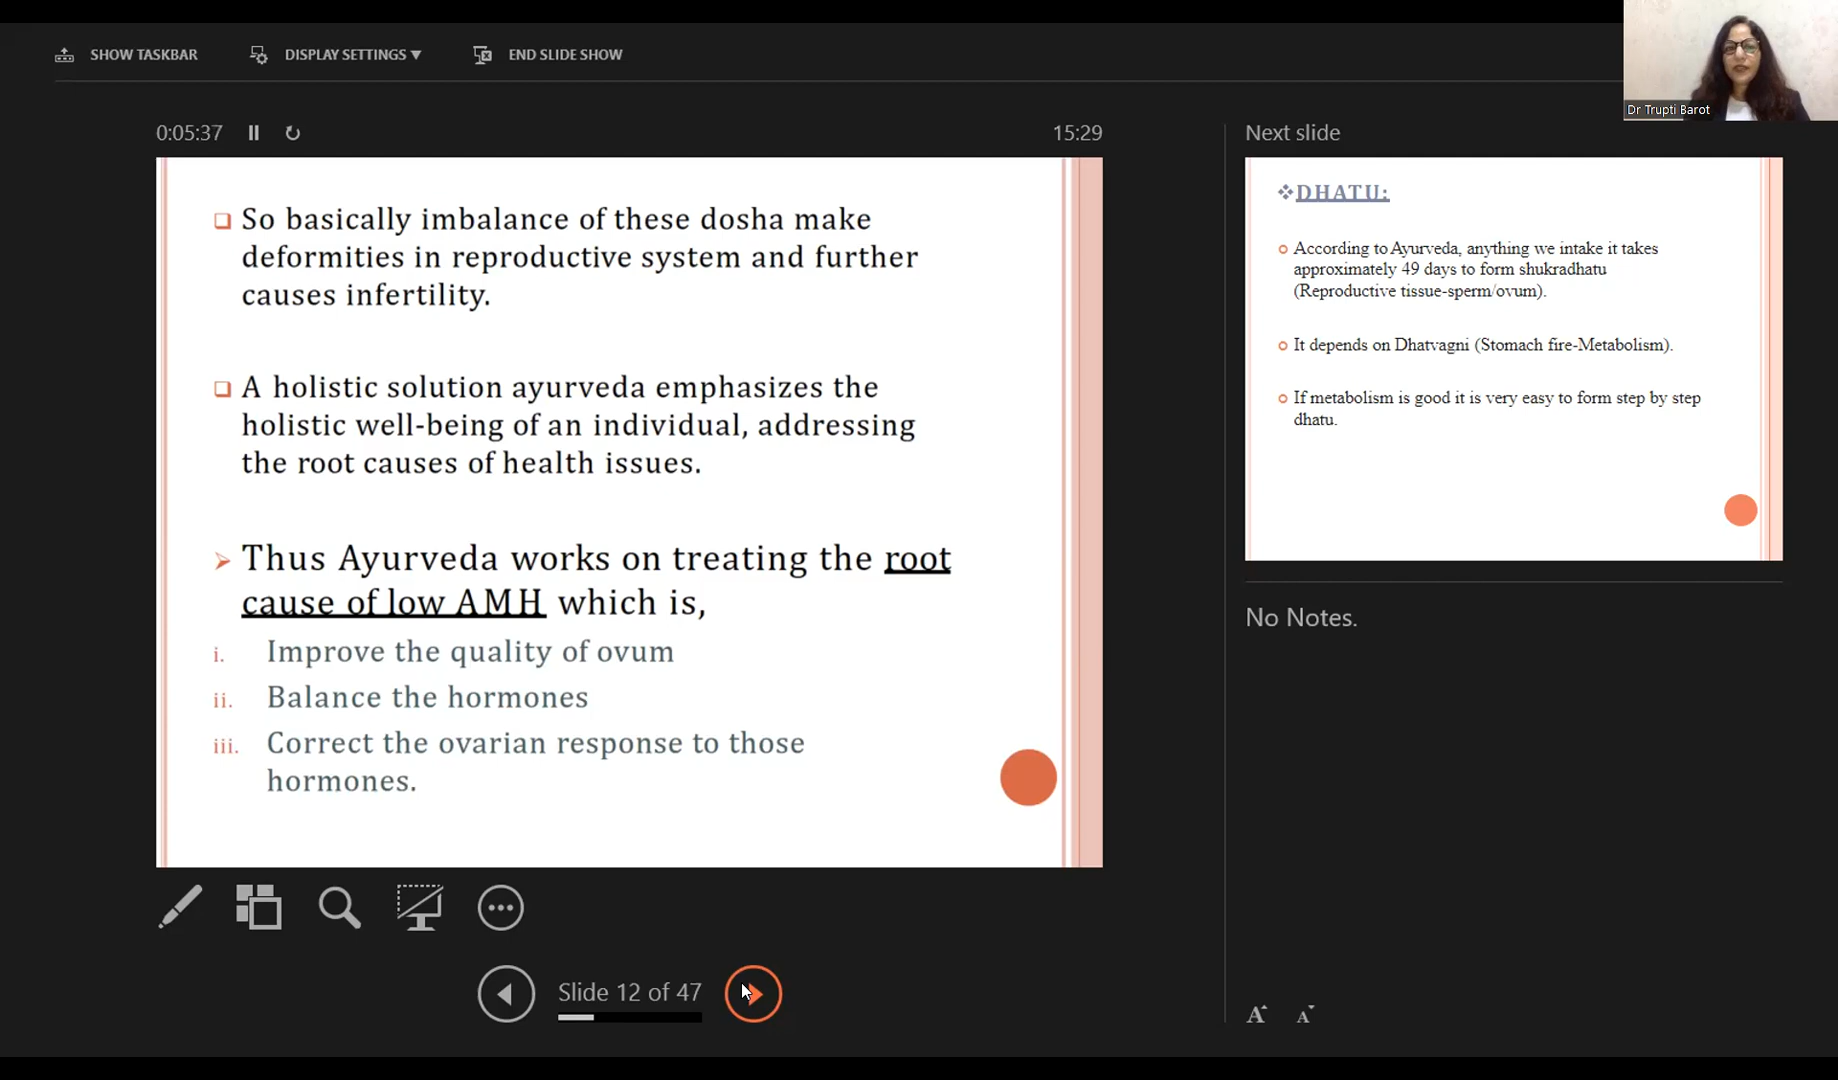 SHOW TASKBAR
DISPLAY SETTINGS ▼
END SLIDE SHOW
Dr Trupti Barot
0:05:37
15:29
❑ So basically imbalance of these dosha make
deformities in reproductive system and further
causes infertility.
❑ A holistic solution ayurveda emphasizes the
holistic well-being of an individual, addressing
the root causes of health issues.
➢ Thus Ayurveda works on treating the root
cause of low AMH which is,
i. Improve the quality of ovum
ii. Balance the hormones
iii. Correct the ovarian response to those
hormones.
Slide 12 of 47
Next slide
❖DHATU:
According to Ayurveda, anything we intake it takes
approximately 49 days to form shukradhatu
(Reproductive tissue-sperm/ovum).
It depends on Dhatvagni (Stomach fire-Metabolism).
If metabolism is good it is very easy to form step by step
dhatu.
No Notes.
A A